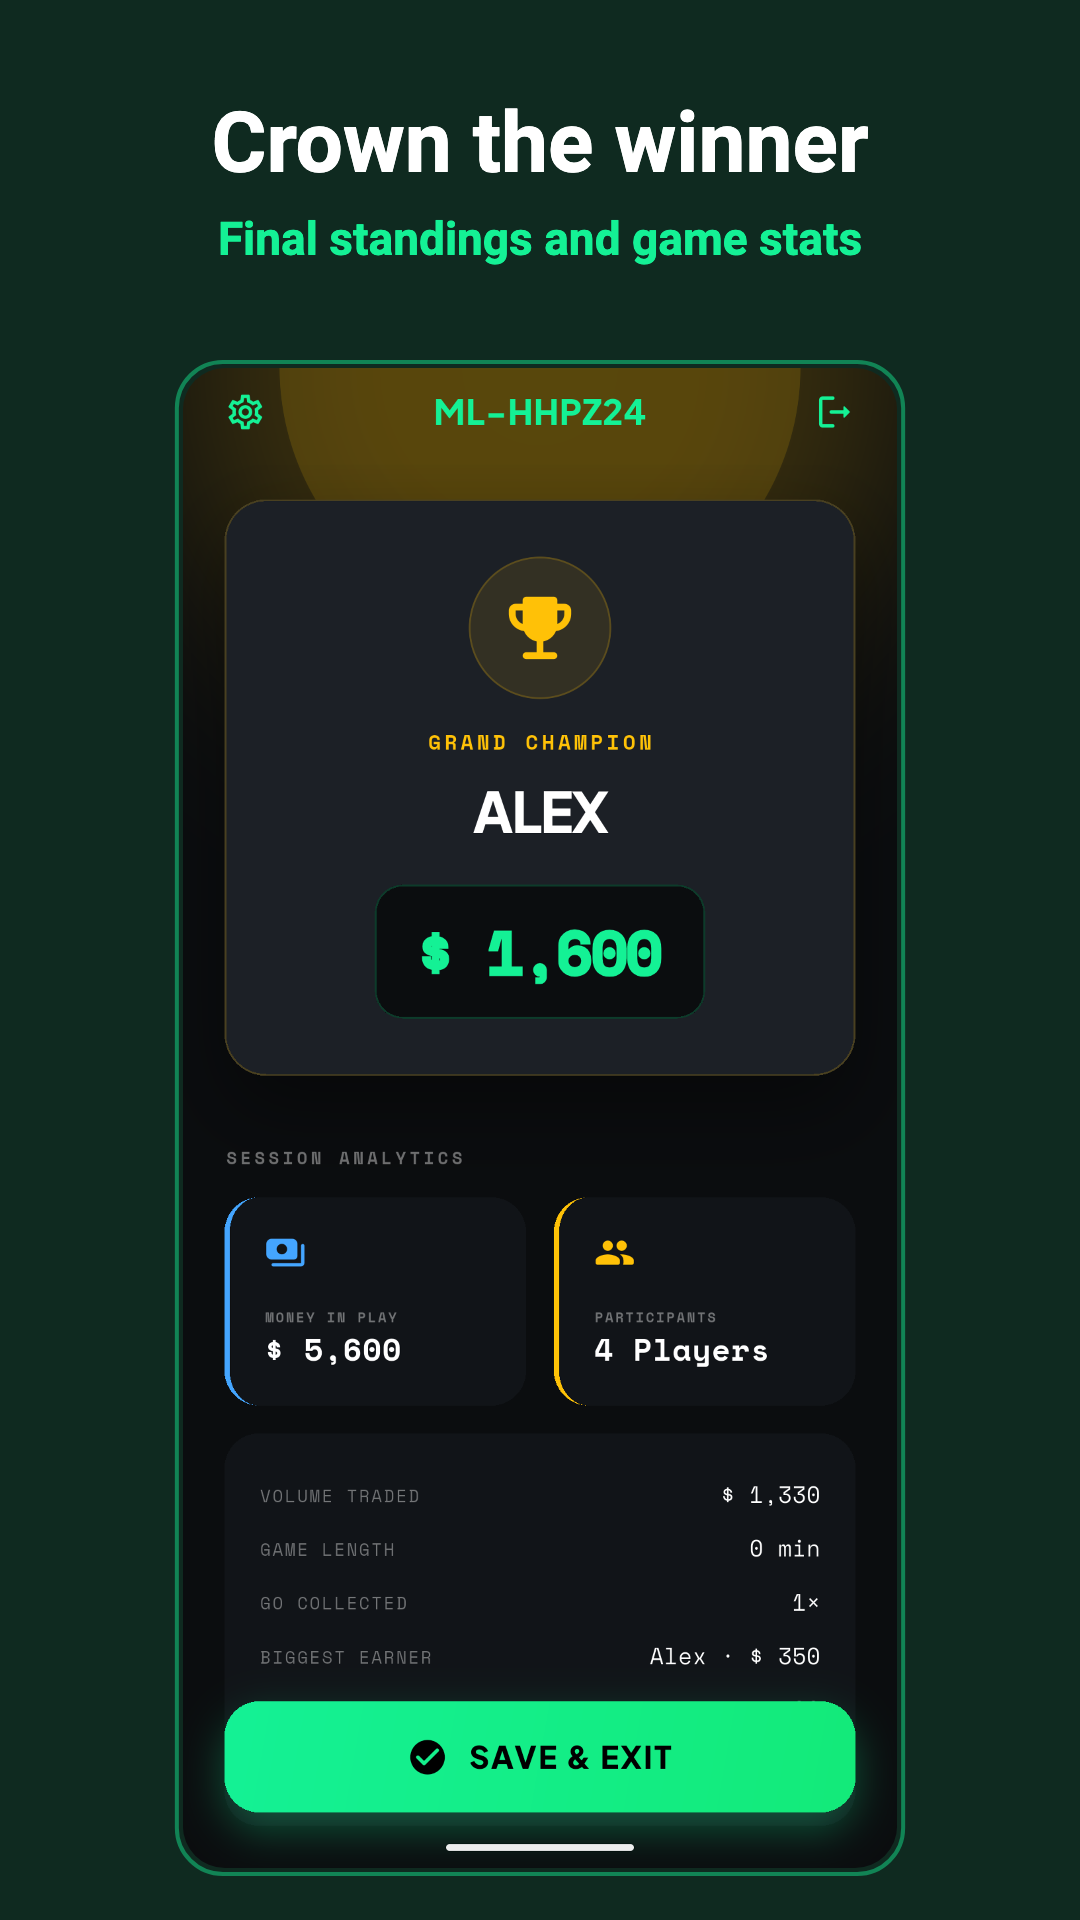 Crown the winner
Final standings and game stats
ML-HHPZ24
GRAND CHAMPION
ALEX
$ 1,600
SESSION ANALYTICS
MONEY IN PLAY
$ 5,600
PARTICIPANTS
4 Players
VOLUME TRADED $ 1,330
GAME LENGTH 0 min
GO COLLECTED 1×
BIGGEST EARNER Alex · $ 350
SAVE & EXIT